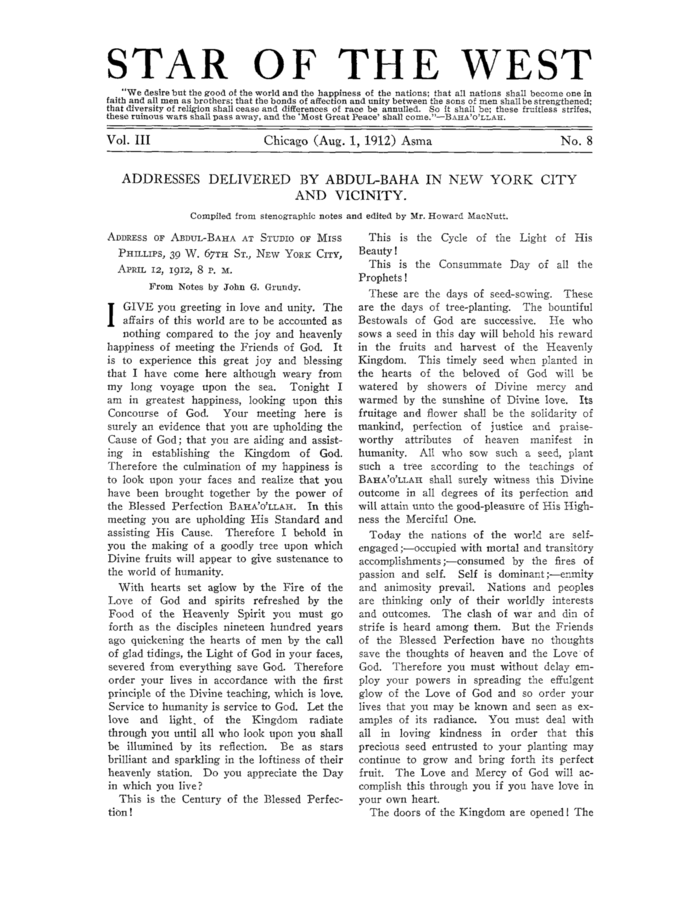 STAR OF THE WEST
"We desire but the good of the world and the happiness of the nations; that all nations shall become one in
faith and all men as brothers; that the bonds of affection and unity between the sons of men shall be strengthened;
that diversity of religion shall cease and differences of race be annulled. So it shall be; these fruitless strifes,
these ruinous wars shall pass away, and the 'Most Great Peace' shall come."—BAHA'O'LLAH.
Vol. III Chicago (Aug. 1, 1912) Asma No. 8
ADDRESSES DELIVERED BY ABDUL-BAHA IN NEW YORK CITY
AND VICINITY.
Compiled from stenographic notes and edited by Mr. Howard MacNutt.
ADDRESS OF ABDUL-BAHA AT STUDIO OF MISS
PHILLIPS, 39 W. 67TH ST., NEW YORK CITY,
APRIL 12, 1912, 8 P. M.
From Notes by John G. Grundy.
I GIVE you greeting in love and unity. The
affairs of this world are to be accounted as
nothing compared to the joy and heavenly
happiness of meeting the Friends of God. It
is to experience this great joy and blessing
that I have come here although weary from
my long voyage upon the sea. Tonight I
am in greatest happiness, looking upon this
Concourse of God. Your meeting here is
surely an evidence that you are upholding the
Cause of God; that you are aiding and assist-
ing in establishing the Kingdom of God.
Therefore the culmination of my happiness is
to look upon your faces and realize that you
have been brought together by the power of
the Blessed Perfection BAHA'O'LLAH. In this
meeting you are upholding His Standard and
assisting His Cause. Therefore I behold in
you the making of a goodly tree upon which
Divine fruits will appear to give sustenance to
the world of humanity.
With hearts set aglow by the Fire of the
Love of God and spirits refreshed by the
Food of the Heavenly Spirit you must go
forth as the disciples nineteen hundred years
ago quickening the hearts of men by the call
of glad tidings, the Light of God in your faces,
severed from everything save God. Therefore
order your lives in accordance with the first
principle of the Divine teaching, which is love.
Service to humanity is service to God. Let the
love and light. of the Kingdom radiate
through you until all who look upon you shall
be illumined by its reflection. Be as stars
brilliant and sparkling in the loftiness of their
heavenly station. Do you appreciate the Day
in which you live?
This is the Century of the Blessed Perfec-
tion!
This is the Cycle of the Light of His
Beauty!
This is the Consummate Day of all the
Prophets!
These are the days of seed-sowing. These
are the days of tree-planting. The bountiful
Bestowals of God are successive. He who
sows a seed in this day will behold his reward
in the fruits and harvest of the Heavenly
Kingdom. This timely seed when planted in
the hearts of the beloved of God will be
watered by showers of Divine mercy and
warmed by the sunshine of Divine love. Its
fruitage and flower shall be the solidarity of
mankind, perfection of justice and praise-
worthy attributes of heaven manifest in
humanity. All who sow such a seed, plant
such a tree according to the teachings of
BAHA'O'LLAH shall surely witness this Divine
outcome in all degrees of its perfection and
will attain unto the good-pleasure of His High-
ness the Merciful One.
Today the nations of the world are self-
engaged;—occupied with mortal and transitory
accomplishments;—consumed by the fires of
passion and self. Self is dominant;—enmity
and animosity prevail. Nations and peoples
are thinking only of their worldly interests
and outcomes. The clash of war and din of
strife is heard among them. But the Friends
of the Blessed Perfection have no thoughts
save the thoughts of heaven and the Love of
God. Therefore you must without delay em-
ploy your powers in spreading the effulgent
glow of the Love of God and so order your
lives that you may be known and seen as ex-
amples of its radiance. You must deal with
all in loving kindness in order that this
precious seed entrusted to your planting may
continue to grow and bring forth its perfect
fruit. The Love and Mercy of God will ac-
complish this through you if you have love in
your own heart.
The doors of the Kingdom are opened! The